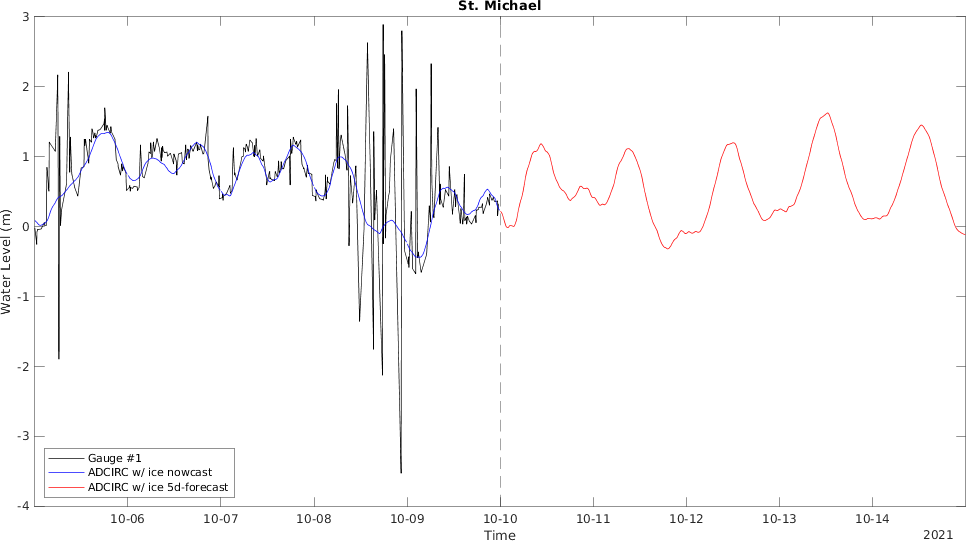 St. Michael
3
2
1
0
-1
-2
-3
-4
Water Level (m)
Gauge #1
ADCIRC w/ ice nowcast
ADCIRC w/ ice 5d-forecast
10-06 10-07 10-08 10-09 10-10 10-11 10-12 10-13 10-14
Time
2021